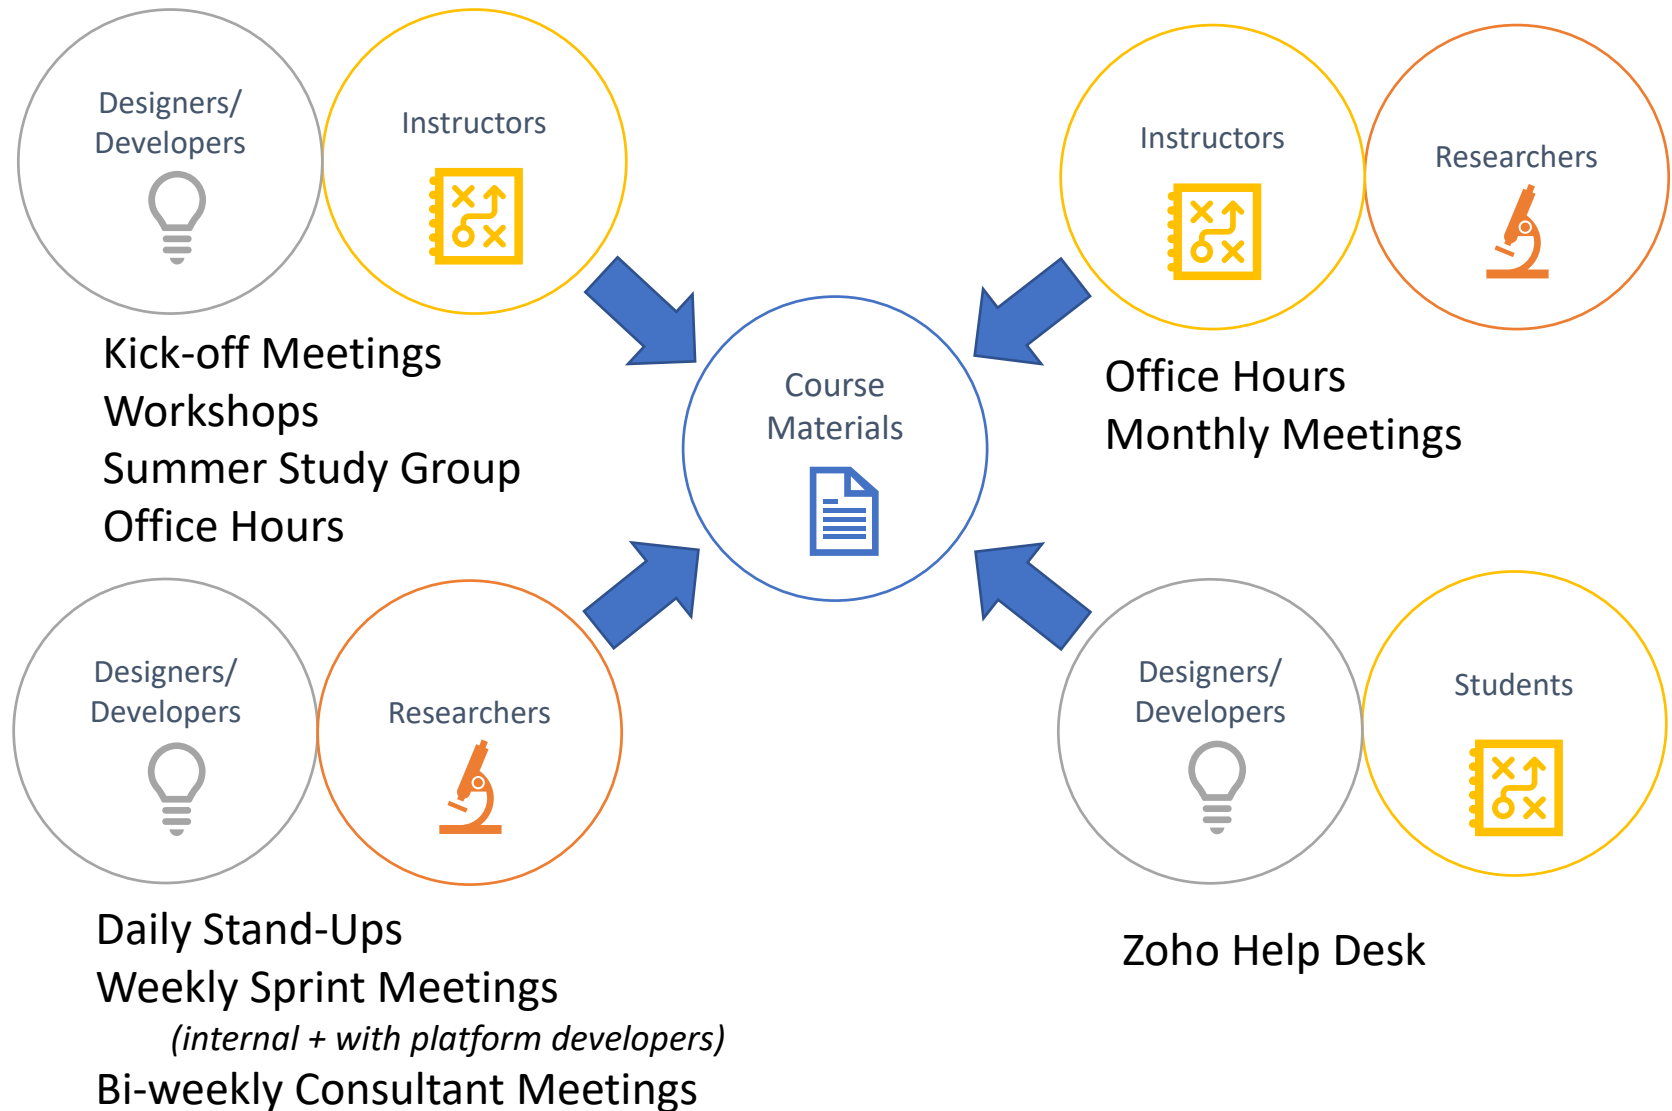 Designers/
Developers
Instructors
Kick-off Meetings
Workshops
Summer Study Group
Office Hours
Instructors
Researchers
Office Hours
Monthly Meetings
Course
Materials
Designers/
Developers
Researchers
Daily Stand-Ups
Weekly Sprint Meetings
(internal + with platform developers)
Bi-weekly Consultant Meetings
Designers/
Developers
Students
Zoho Help Desk